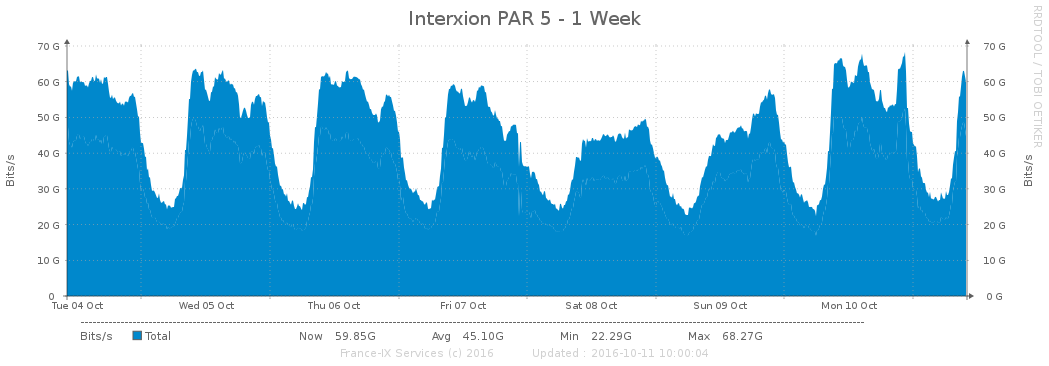 Interxion PAR 5 - 1 Week
RRDTOOL / TOBI OETIKER
Bits/s
70 G 70 G
60 G 60 G
50 G 50 G
40 G 40 G
30 G 30 G
20 G 20 G
10 G 10 G
0 0 G
Bits/s
Tue 04 Oct Wed 05 Oct Thu 06 Oct Fri 07 Oct Sat 08 Oct Sun 09 Oct Mon 10 Oct
Bits/s Total Now 59.85G Avg 45.10G Min 22.29G Max 68.27G
France-IX Services (c) 2016 Updated : 2016-10-11 10:00:04